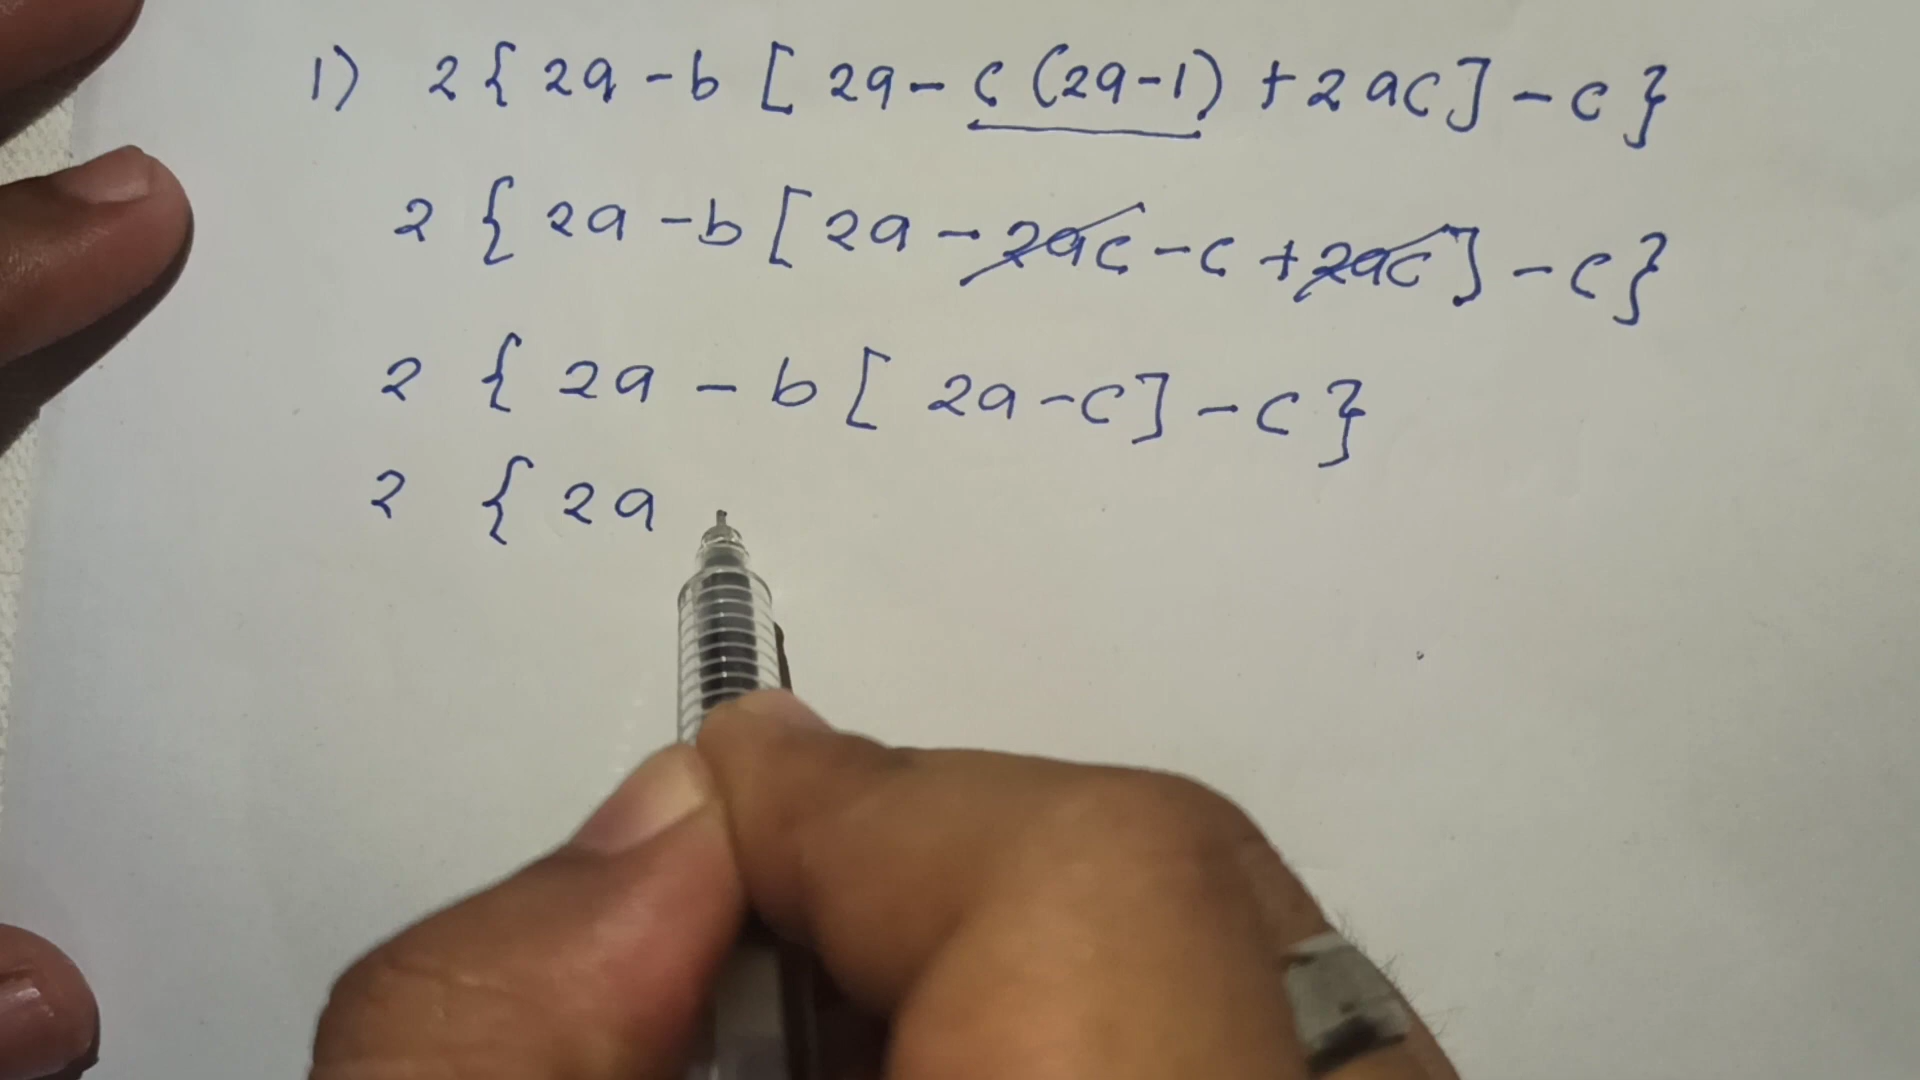 1) 2 { 2a - b [ 2a - c (2a-1) + 2ac ] - c }
2 { 2a - b [ 2a - 2ac - c + 2ac ] - c }
2 { 2a - b [ 2a - c ] - c }
2 { 2a